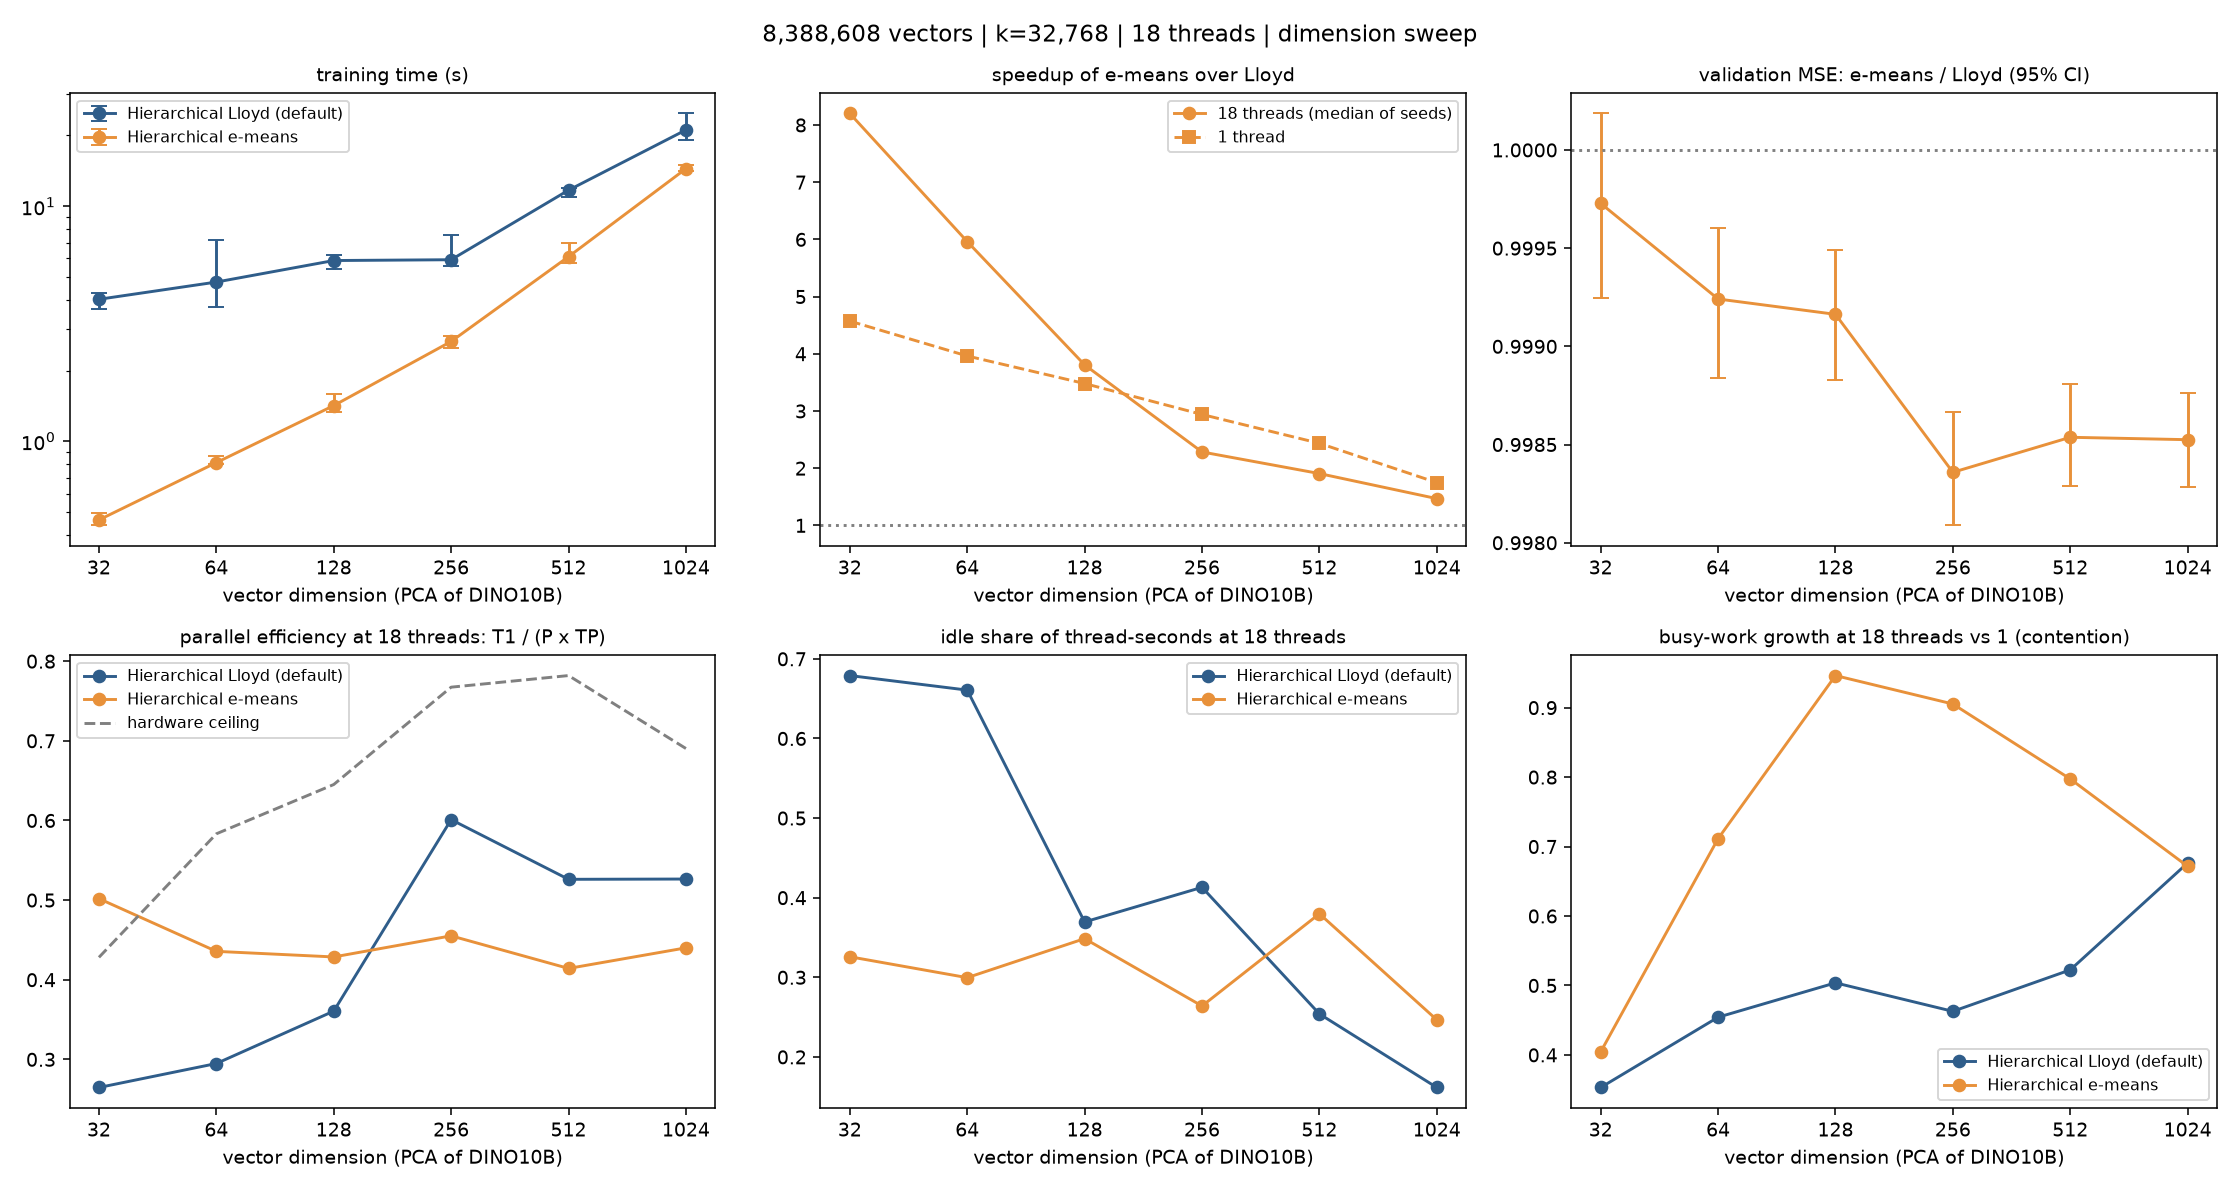 8,388,608 vectors | k=32,768 | 18 threads | dimension sweep
training time (s)
Hierarchical Lloyd (default)
Hierarchical e-means
10^1
10^0
32 64 128 256 512 1024
vector dimension (PCA of DINO10B)
speedup of e-means over Lloyd
18 threads (median of seeds)
1 thread
8
7
6
5
4
3
2
1
32 64 128 256 512 1024
vector dimension (PCA of DINO10B)
validation MSE: e-means / Lloyd (95% CI)
1.0000
0.9995
0.9990
0.9985
0.9980
32 64 128 256 512 1024
vector dimension (PCA of DINO10B)
parallel efficiency at 18 threads: T1 / (P x TP)
Hierarchical Lloyd (default)
Hierarchical e-means
hardware ceiling
0.8
0.7
0.6
0.5
0.4
0.3
32 64 128 256 512 1024
vector dimension (PCA of DINO10B)
idle share of thread-seconds at 18 threads
Hierarchical Lloyd (default)
Hierarchical e-means
0.7
0.6
0.5
0.4
0.3
0.2
32 64 128 256 512 1024
vector dimension (PCA of DINO10B)
busy-work growth at 18 threads vs 1 (contention)
0.9
0.8
0.7
0.6
0.5
0.4
Hierarchical Lloyd (default)
Hierarchical e-means
32 64 128 256 512 1024
vector dimension (PCA of DINO10B)